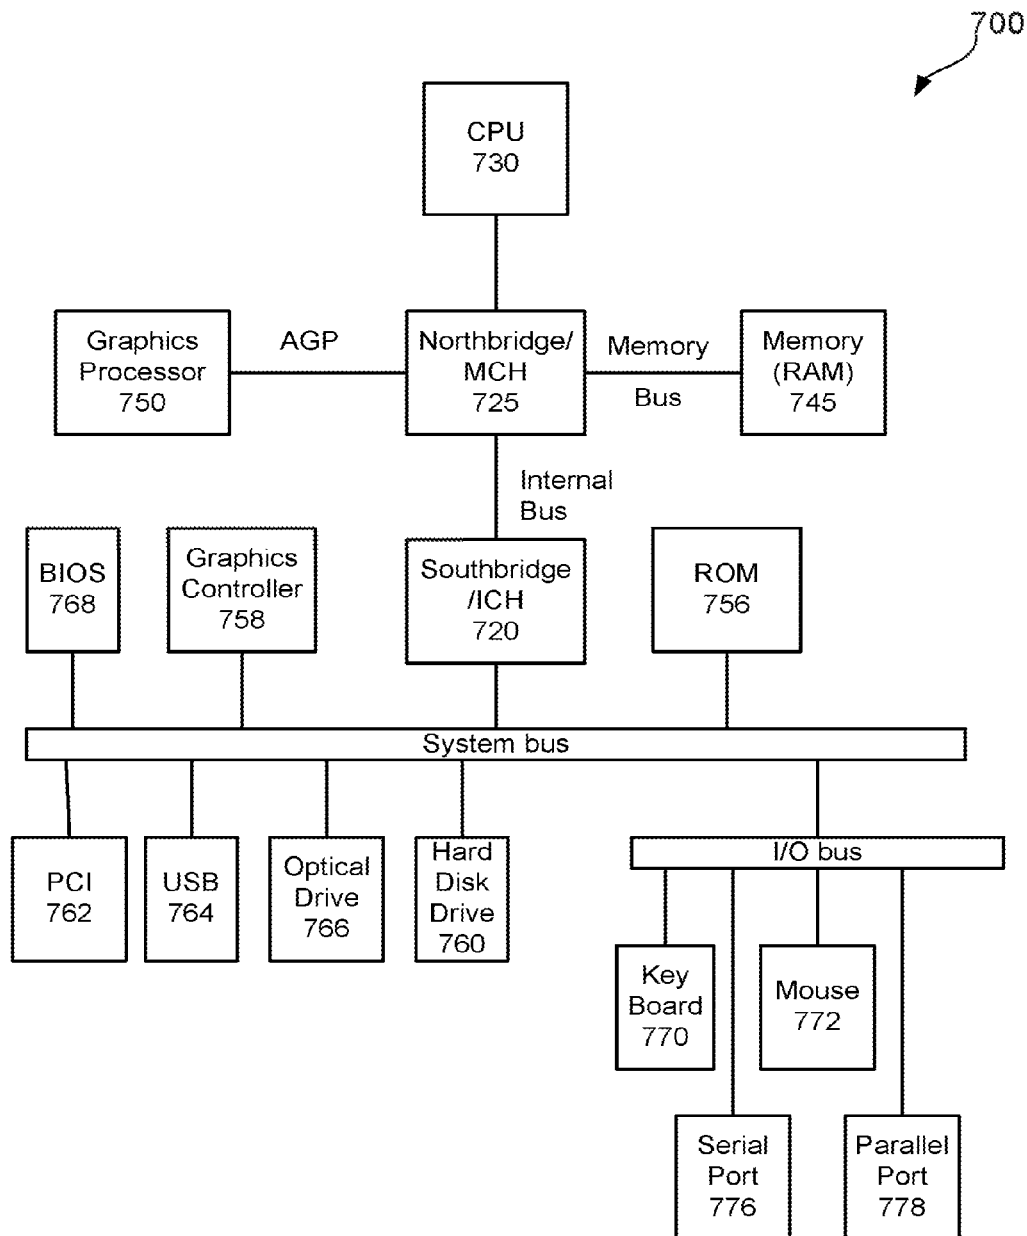 700
CPU
730
Graphics
Processor
750
AGP
Northbridge/
MCH
725
Memory
Bus
Memory
(RAM)
745
Internal
Bus
BIOS
768
Graphics
Controller
758
Southbridge
/ICH
720
ROM
756
System bus
PCI
762
USB
764
Optical
Drive
766
Hard
Disk
Drive
760
I/O bus
Key
Board
770
Mouse
772
Serial
Port
776
Parallel
Port
778